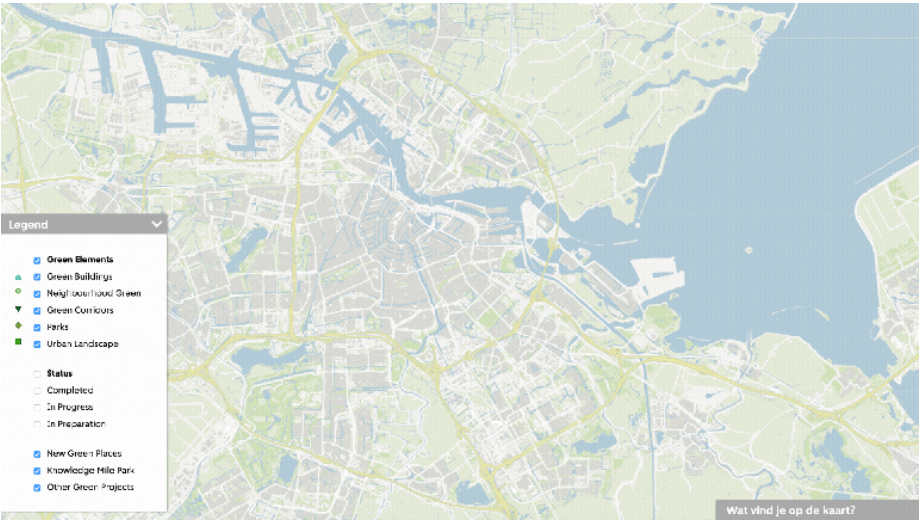 Legend
Green Elements
Green Buildings
Neighbourhood Green
Green Corridors
Parks
Urban Landscape
Status
Completed
In Progress
In Preparation
New Green Places
Knowledge Mile Park
Other Green Projects
Wat vind je op de kaart?